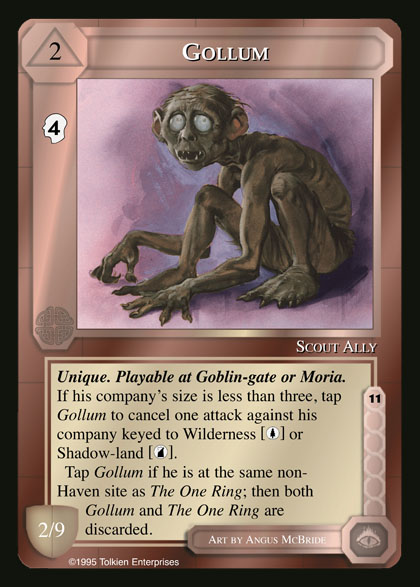 2
GOLLUM
4
SCOUT ALLY
Unique. Playable at Goblin-gate or Moria.
If his company's size is less than three, tap
Gollum to cancel one attack against his
company keyed to Wilderness [] or
Shadow-land [].
Tap Gollum if he is at the same non-
Haven site as The One Ring; then both
Gollum and The One Ring are
discarded.
11
2/9
ART BY ANGUS MCBRIDE
©1995 Tolkien Enterprises